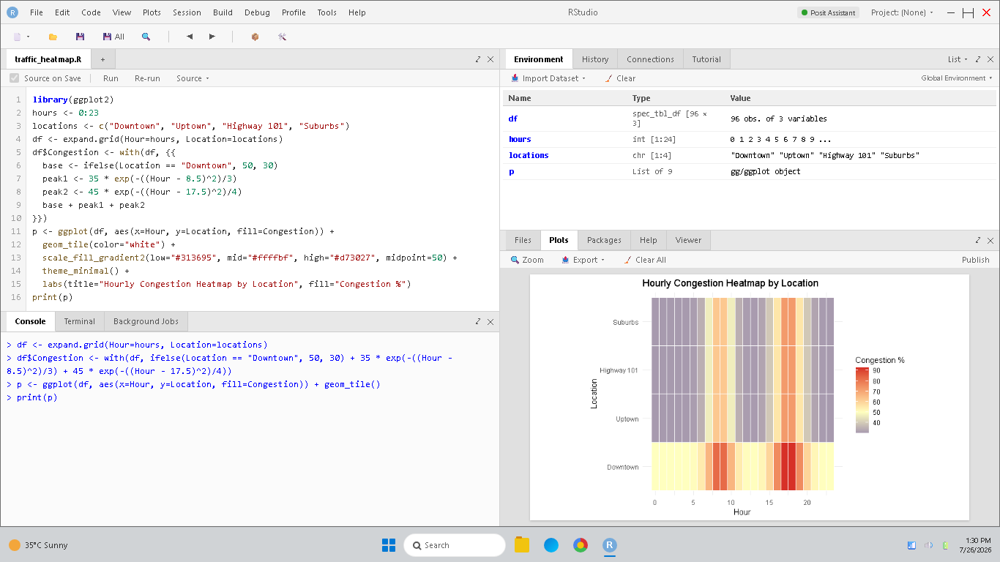 R File Edit Code View Plots Session Build Debug Profile Tools Help RStudio Posit Assistant Project: (None)
All
traffic_heatmap.R +
Source on Save Run Re-run Source
1 library(ggplot2)
2 hours <- 0:23
3 locations <- c("Downtown", "Uptown", "Highway 101", "Suburbs")
4 df <- expand.grid(Hour=hours, Location=locations)
5 df$Congestion <- with(df, {{
6 base <- ifelse(Location == "Downtown", 50, 30)
7 peak1 <- 35 * exp(-((Hour - 8.5)^2)/3)
8 peak2 <- 45 * exp(-((Hour - 17.5)^2)/4)
9 base + peak1 + peak2
10 }})
11 p <- ggplot(df, aes(x=Hour, y=Location, fill=Congestion)) +
12 geom_tile(color="white") +
13 scale_fill_gradient2(low="#313695", mid="#ffffbf", high="#d73027", midpoint=50) +
14 theme_minimal() +
15 labs(title="Hourly Congestion Heatmap by Location", fill="Congestion %")
16 print(p)
Console Terminal Background Jobs
> df <- expand.grid(Hour=hours, Location=locations)
> df$Congestion <- with(df, ifelse(Location == "Downtown", 50, 30) + 35 * exp(-((Hour -
8.5)^2)/3) + 45 * exp(-((Hour - 17.5)^2)/4))
> p <- ggplot(df, aes(x=Hour, y=Location, fill=Congestion)) + geom_tile()
> print(p)
Environment History Connections Tutorial List
Import Dataset Clear Global Environment
Name Type Value
df spec_tbl_df [96 × 3] 96 obs. of 3 variables
hours int [1:24] 0 1 2 3 4 5 6 7 8 9 ...
locations chr [1:4] "Downtown" "Uptown" "Highway 101" "Suburbs"
p List of 9 gg/ggplot object
Files Plots Packages Help Viewer
Zoom Export Clear All Publish
Hourly Congestion Heatmap by Location
Suburbs
Highway 101
Uptown
Downtown
Location
0 5 10 15 20
Hour
Congestion %
90
70
60
50
40
35°C Sunny Search R 1:30 PM
7/26/2026